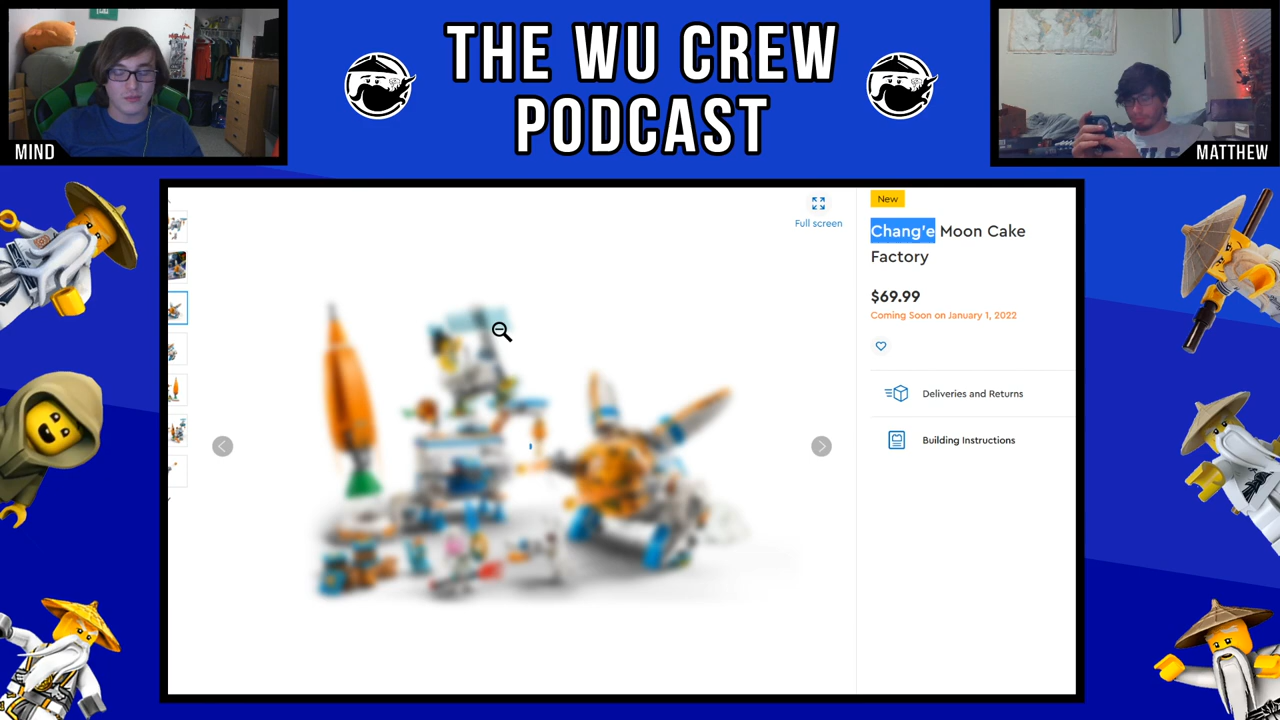 THE WU CREW
PODCAST
MIND
MATTHEW
Full screen
New
Chang'e Moon Cake
Factory
$69.99
Coming Soon on January 1, 2022
Deliveries and Returns
Building Instructions